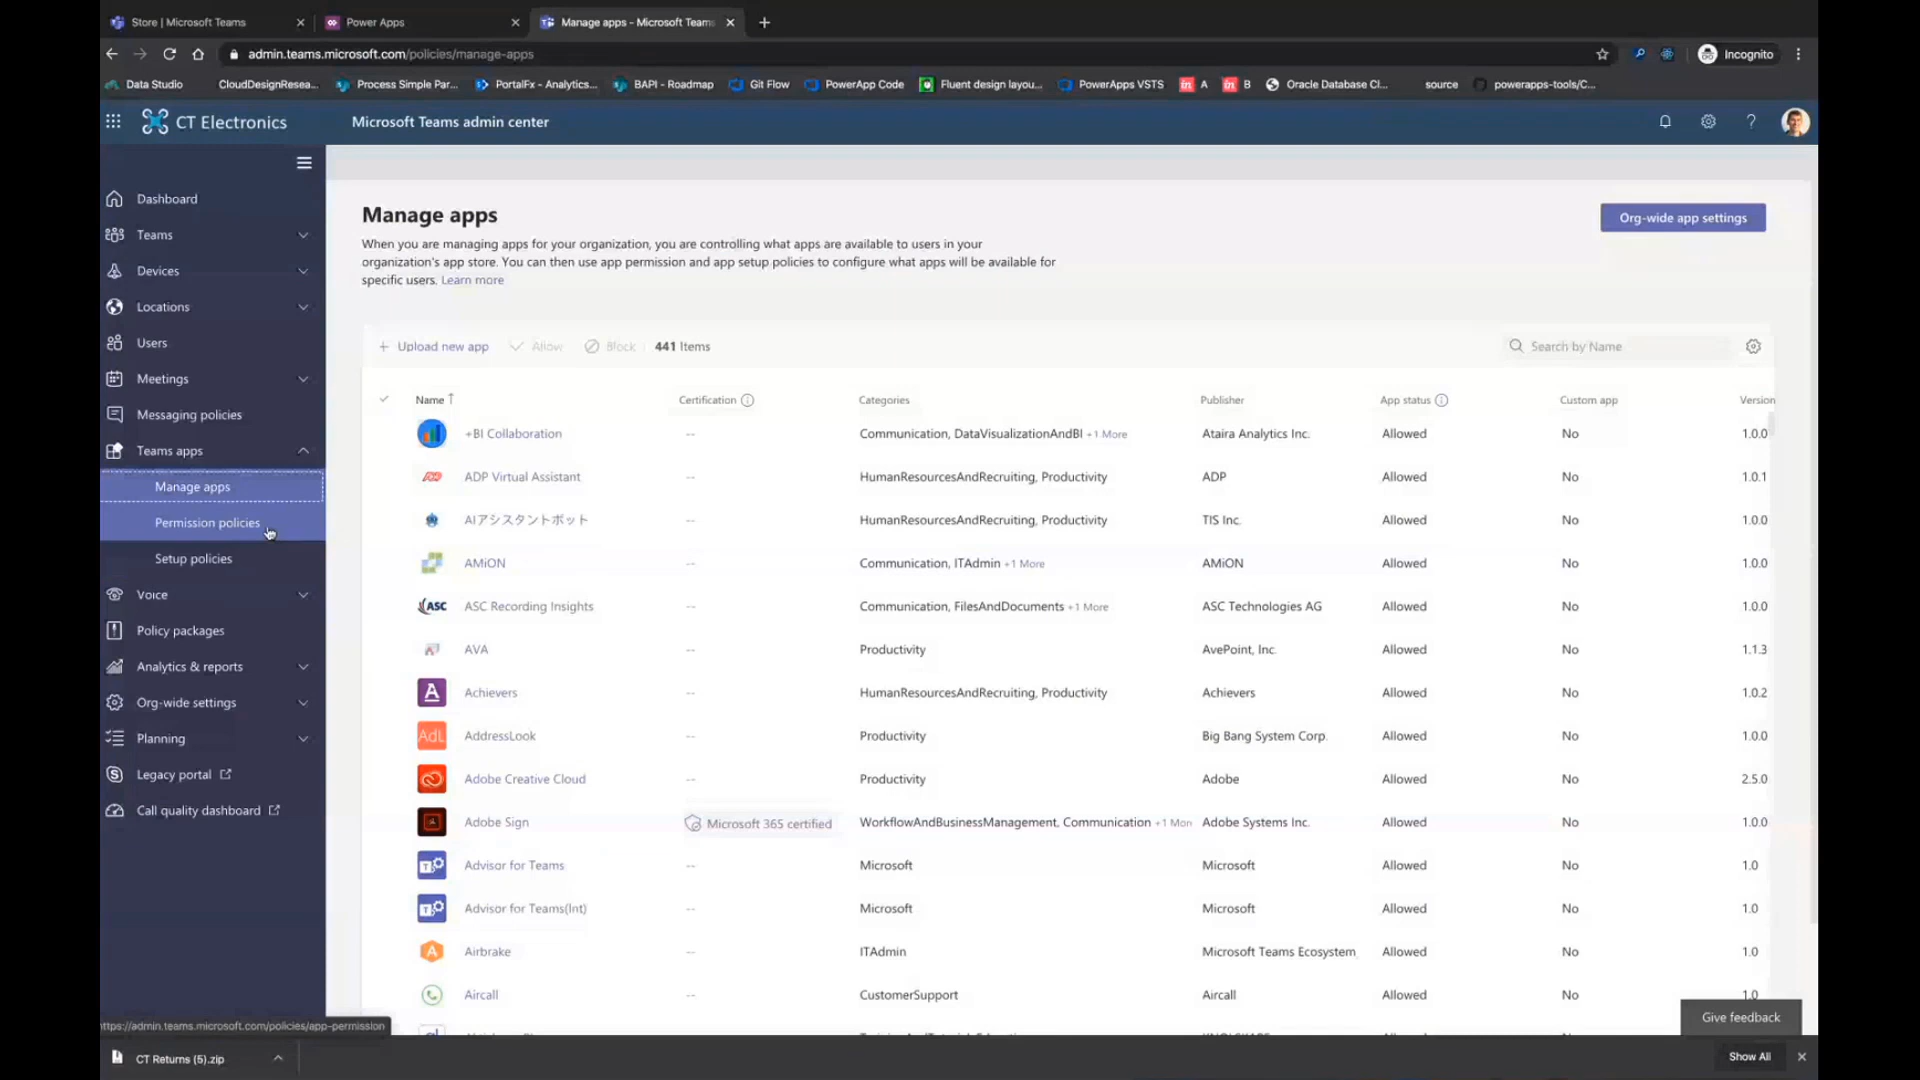 Store | Microsoft Teams
Power Apps
Manage apps - Microsoft Teams
admin.teams.microsoft.com/policies/manage-apps
Incognito
Data Studio
CloudDesignResea...
Process Simple Par...
PortalFx - Analytics...
BAPI - Roadmap
Git Flow
PowerApp Code
Fluent design layou...
PowerApps VSTS
A
B
Oracle Database Cl...
source
powerapps-tools/C...
CT Electronics
Microsoft Teams admin center
Dashboard
Teams
Devices
Locations
Users
Meetings
Messaging policies
Teams apps
Manage apps
Permission policies
Setup policies
Voice
Policy packages
Analytics & reports
Org-wide settings
Planning
Legacy portal
Call quality dashboard
Manage apps
Org-wide app settings
When you are managing apps for your organization, you are controlling what apps are available to users in your
organization's app store. You can then use app permission and app setup policies to configure what apps will be available for
specific users. Learn more
+ Upload new app Allow Block 441 Items Search by Name
Name ↑ Certification Categories Publisher App status Custom app Version
+BI Collaboration -- Communication, DataVisualizationAndBI +1 More Ataira Analytics Inc. Allowed No 1.0.0
ADP ADP Virtual Assistant -- HumanResourcesAndRecruiting, Productivity ADP Allowed No 1.0.1
AIアシスタントボット -- HumanResourcesAndRecruiting, Productivity TIS Inc. Allowed No 1.0.0
AMiON -- Communication, ITAdmin +1 More AMiON Allowed No 1.0.0
ASC ASC Recording Insights -- Communication, FilesAndDocuments +1 More ASC Technologies AG Allowed No 1.0.0
AVA -- Productivity AvePoint, Inc. Allowed No 1.1.3
A Achievers -- HumanResourcesAndRecruiting, Productivity Achievers Allowed No 1.0.2
AdL AddressLook -- Productivity Big Bang System Corp. Allowed No 1.0.0
Adobe Creative Cloud -- Productivity Adobe Allowed No 2.5.0
Adobe Sign Microsoft 365 certified WorkflowAndBusinessManagement, Communication +1 Mor Adobe Systems Inc. Allowed No 1.0.0
Advisor for Teams -- Microsoft Microsoft Allowed No 1.0
Advisor for Teams(Int) -- Microsoft Microsoft Allowed No 1.0
A Airbrake -- ITAdmin Microsoft Teams Ecosystem Allowed No 1.0
Aircall -- CustomerSupport Aircall Allowed No 1.0
Give feedback
https://admin.teams.microsoft.com/policies/app-permission
CT Returns (5).zip
Show All